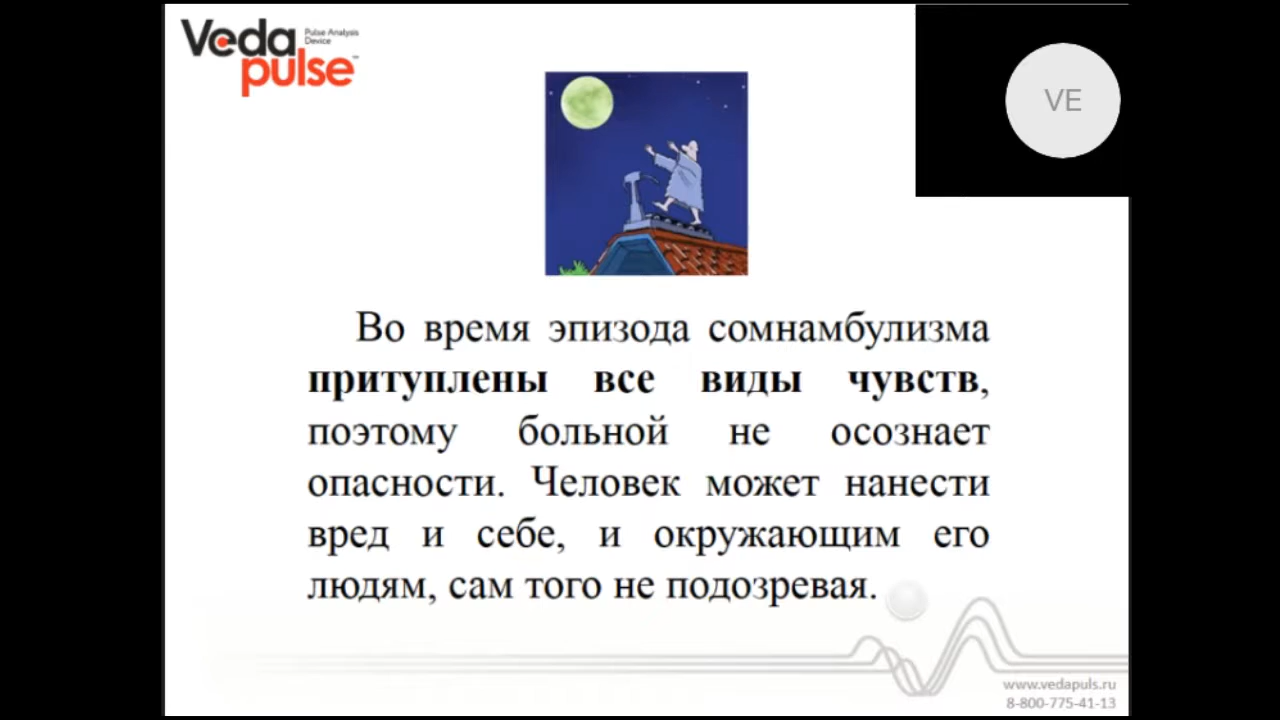 Veda
Pulse Analysis
Device
pulse
VE
Во время эпизода сомнамбулизма
притуплены все виды чувств,
поэтому больной не осознает
опасности. Человек может нанести
вред и себе, и окружающим его
людям, сам того не подозревая.
www.vedapuls.ru
8-800-775-41-13